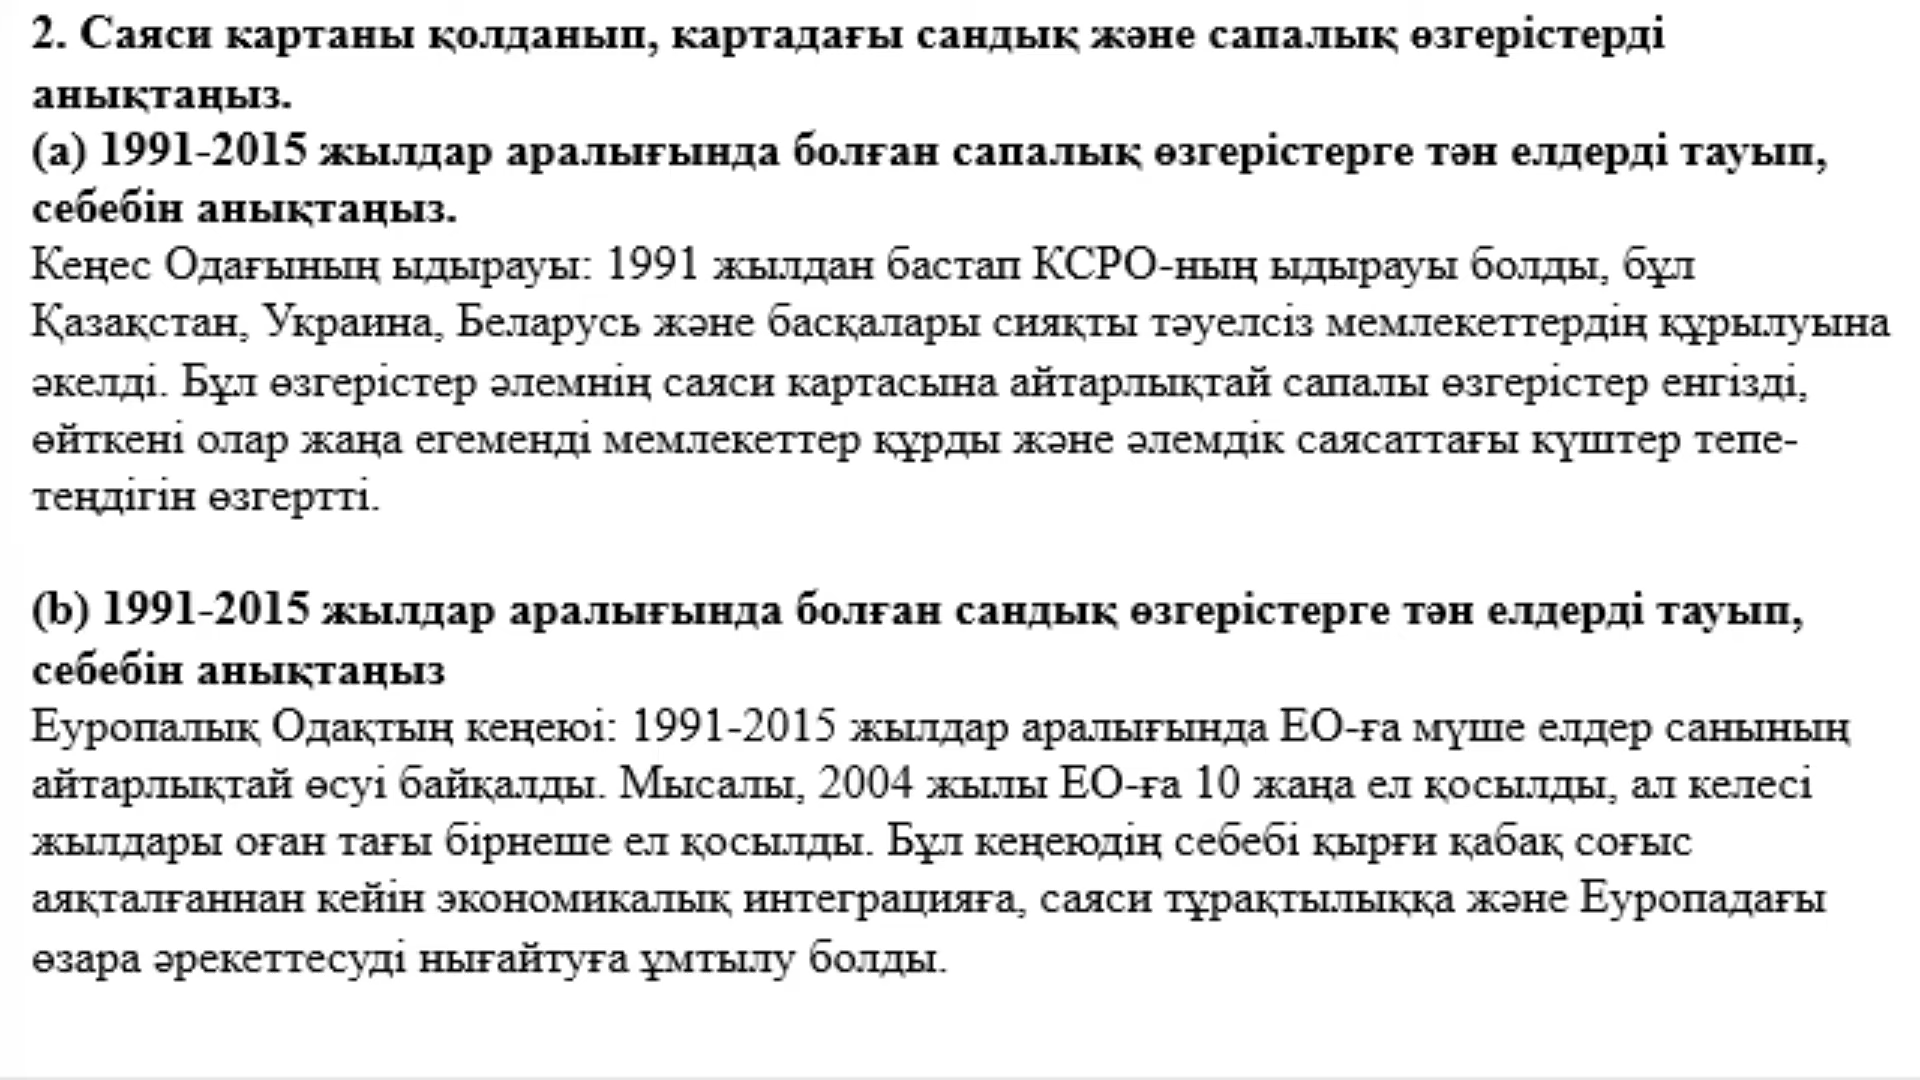 2. Саяси картаны қолданып, картадағы сандық және сапалық өзгерістерді
анықтаңыз.
(a) 1991-2015 жылдар аралығында болған сапалық өзгерістерге тән елдерді тауып,
себебін анықтаңыз.
Кеңес Одағының ыдырауы: 1991 жылдан бастап КСРО-ның ыдырауы болды, бұл
Қазақстан, Украина, Беларусь және басқалары сияқты тәуелсіз мемлекеттердің құрылуына
әкелді. Бұл өзгерістер әлемнің саяси картасына айтарлықтай сапалы өзгерістер енгізді,
өйткені олар жаңа егеменді мемлекеттер құрды және әлемдік саясаттағы күштер тепе-
теңдігін өзгертті.
(b) 1991-2015 жылдар аралығында болған сандық өзгерістерге тән елдерді тауып,
себебін анықтаңыз
Еуропалық Одақтың кеңеюі: 1991-2015 жылдар аралығында ЕО-ға мүше елдер санының
айтарлықтай өсуі байқалды. Мысалы, 2004 жылы ЕО-ға 10 жаңа ел қосылды, ал келесі
жылдары оған тағы бірнеше ел қосылды. Бұл кеңеюдің себебі қырғи қабақ соғыс
аяқталғаннан кейін экономикалық интеграцияға, саяси тұрақтылыққа және Еуропадағы
өзара әрекеттесуді нығайтуға ұмтылу болды.